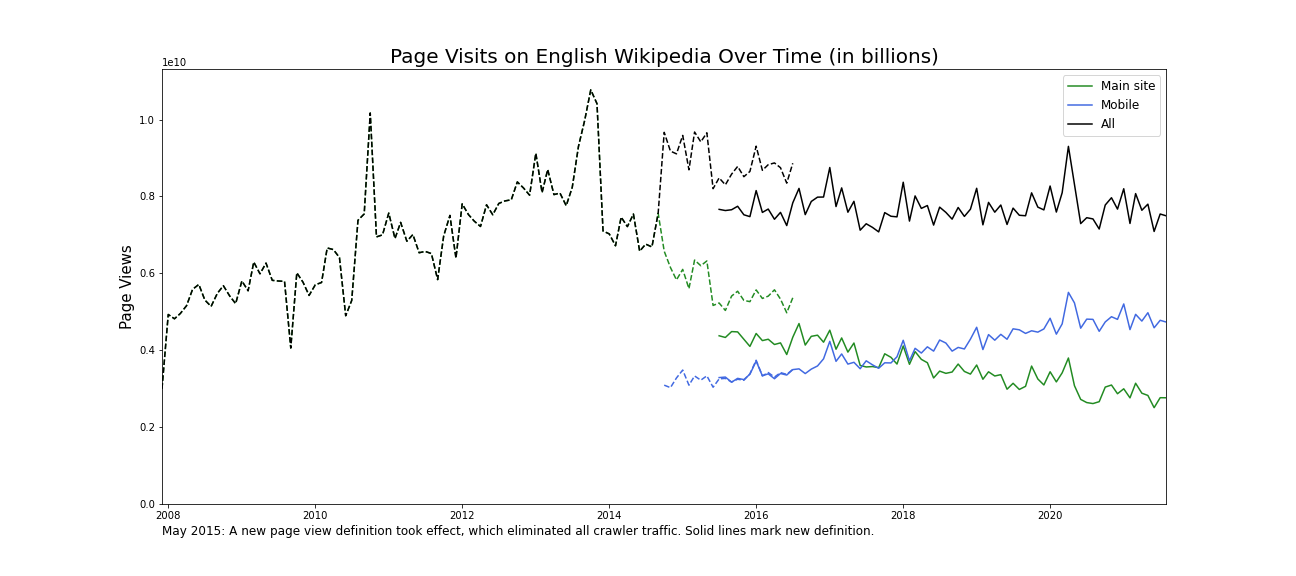 Page Visits on English Wikipedia Over Time (in billions)
1e10
Main site
Mobile
All
Page Views
1.0
0.8
0.6
0.4
0.2
0.0
2008 2010 2012 2014 2016 2018 2020
May 2015: A new page view definition took effect, which eliminated all crawler traffic. Solid lines mark new definition.